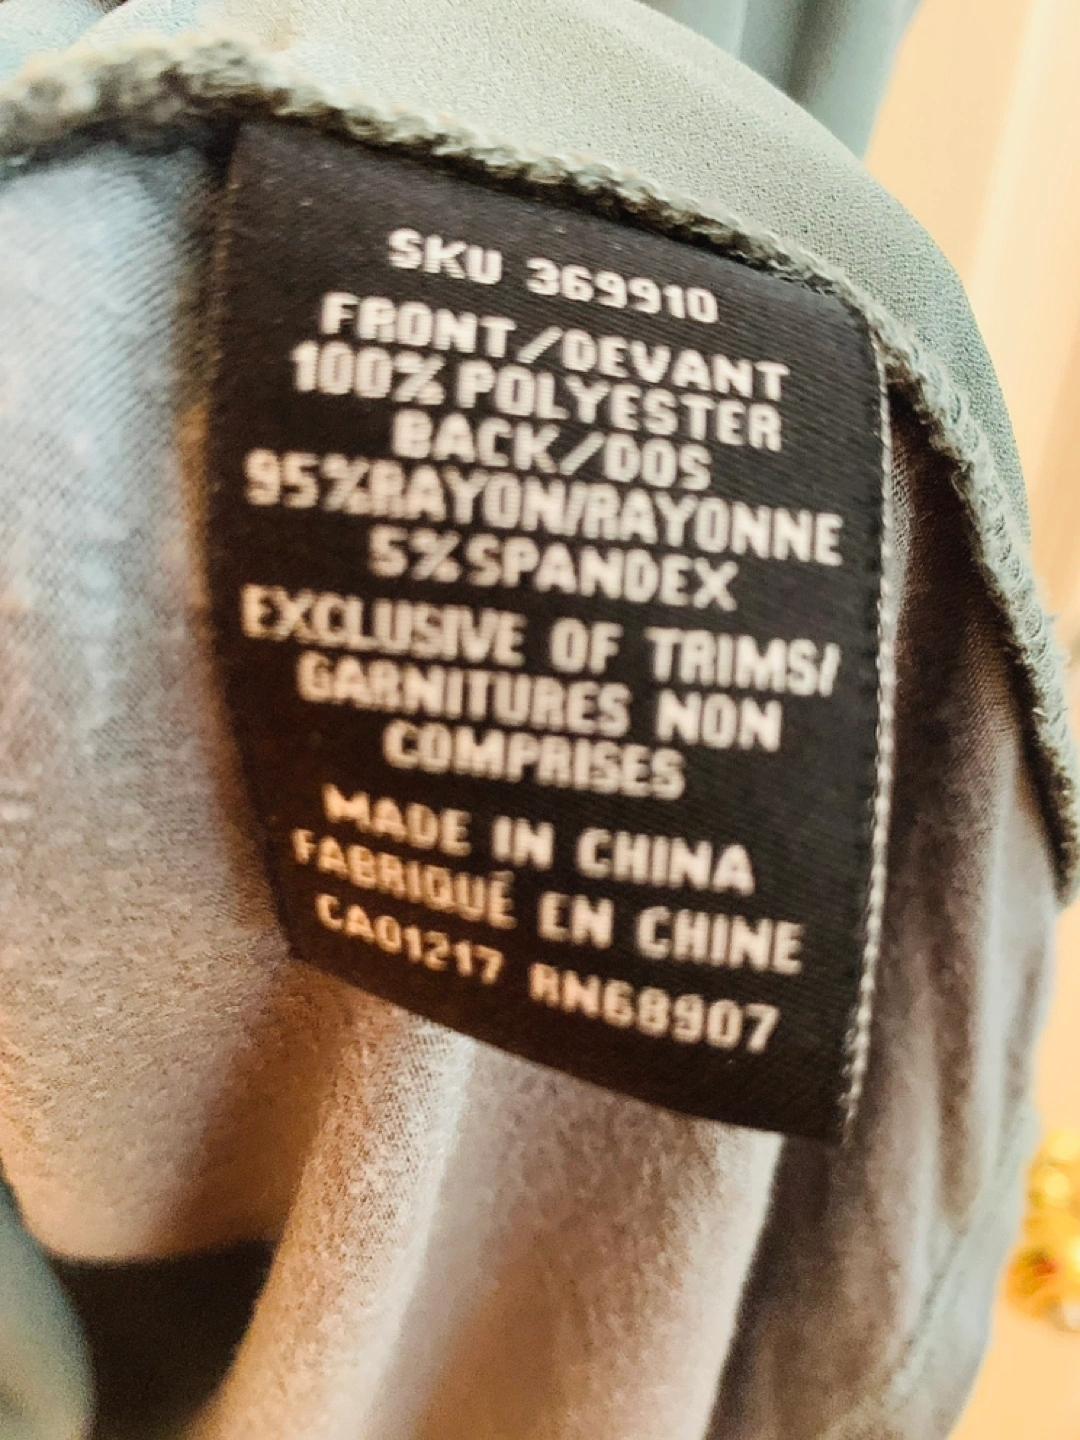 SKU 369910
FRONT/DEVANT
100% POLYESTER
BACK/DOS
95%RAYON/RAYONNE
5%SPANDEX
EXCLUSIVE OF TRIMS/
GARNITURES NON
COMPRISES
MADE IN CHINA
FABRIQUÉ EN CHINE
CA01217 RN68907